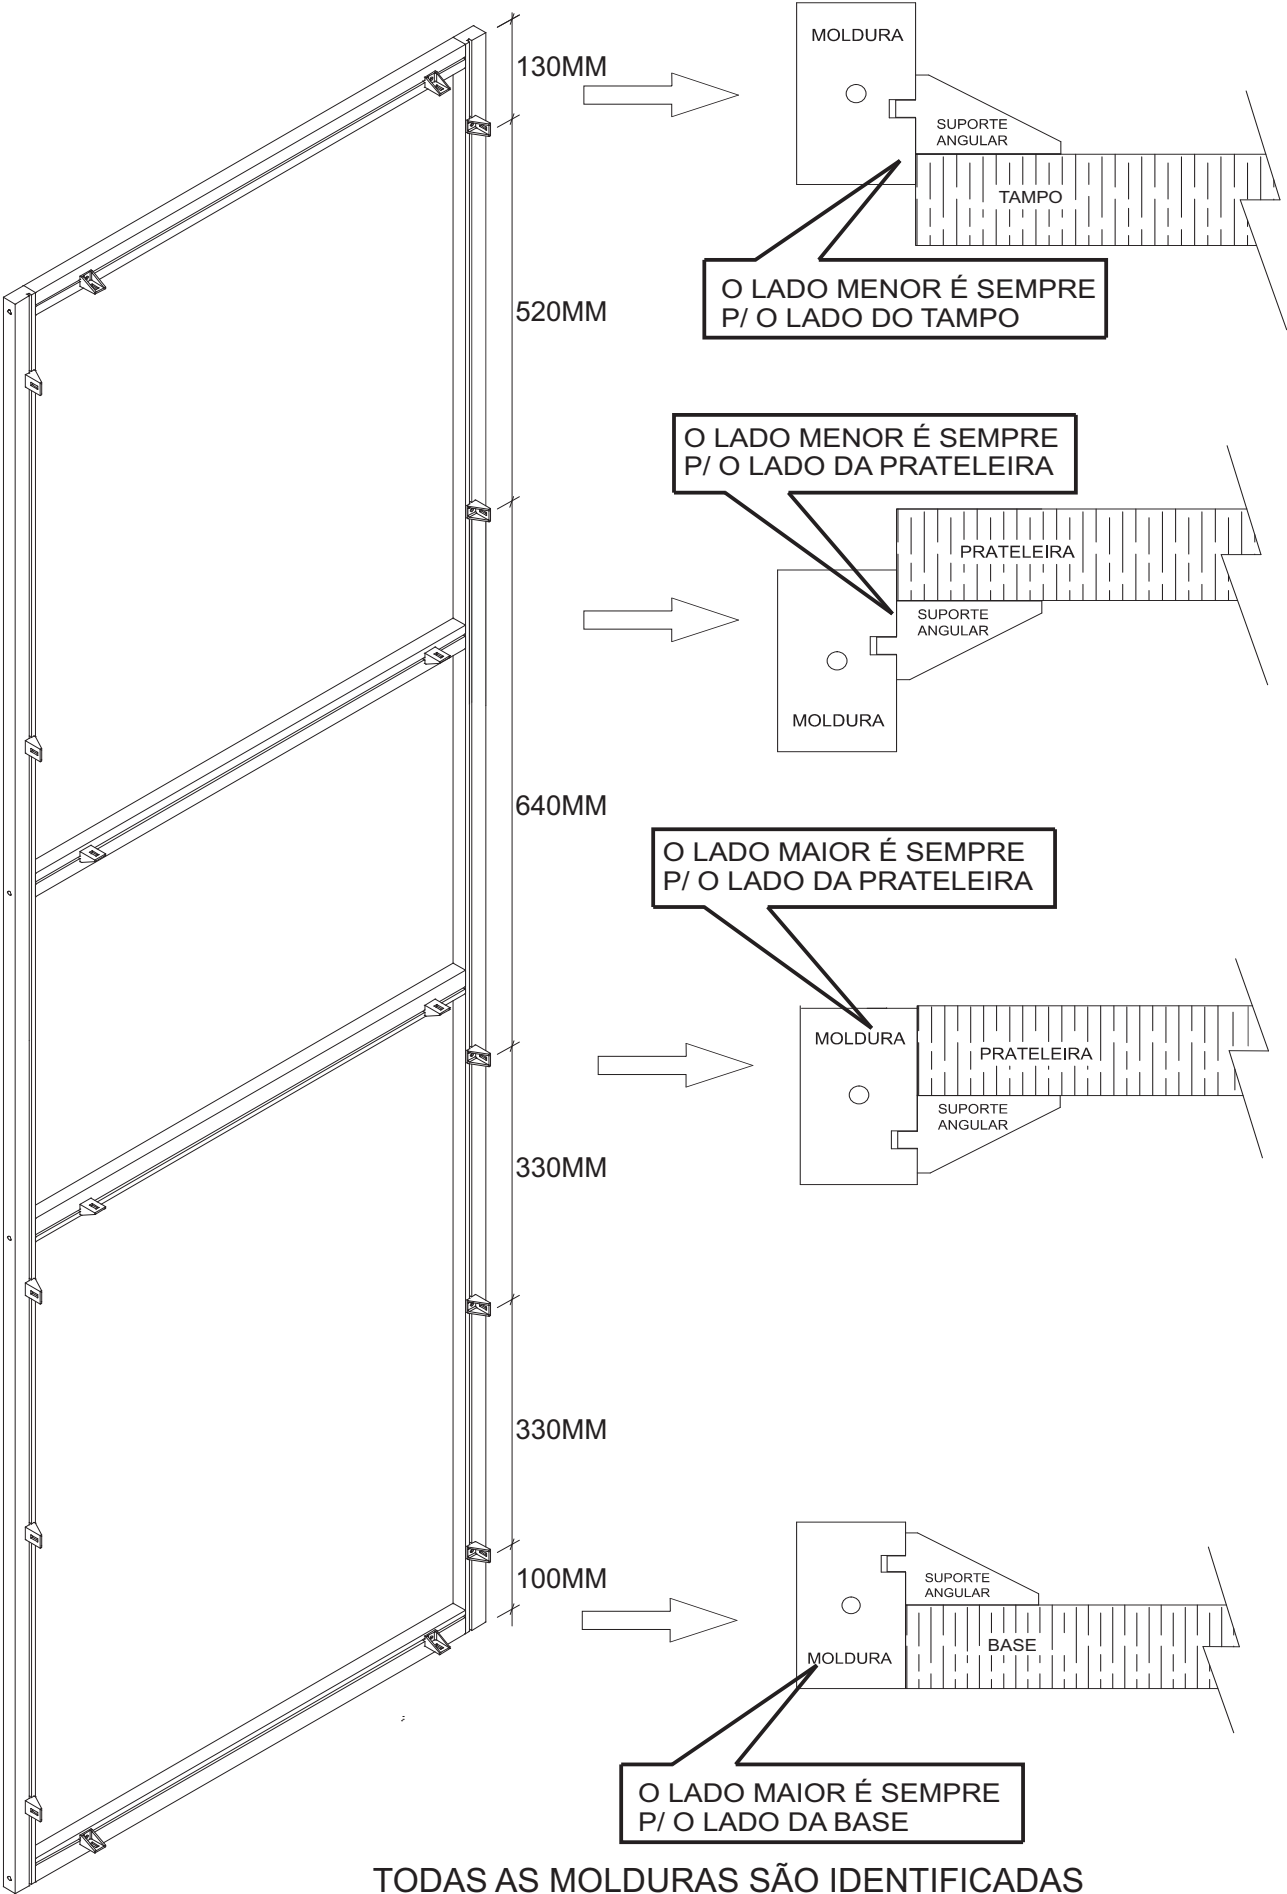 130MM
MOLDURA
SUPORTE
ANGULAR
TAMPO
O LADO MENOR É SEMPRE
P/ O LADO DO TAMPO
520MM
O LADO MENOR É SEMPRE
P/ O LADO DA PRATELEIRA
PRATELEIRA
SUPORTE
ANGULAR
MOLDURA
640MM
O LADO MAIOR É SEMPRE
P/ O LADO DA PRATELEIRA
MOLDURA
PRATELEIRA
SUPORTE
ANGULAR
330MM
330MM
100MM
SUPORTE
ANGULAR
BASE
MOLDURA
O LADO MAIOR É SEMPRE
P/ O LADO DA BASE
TODAS AS MOLDURAS SÃO IDENTIFICADAS